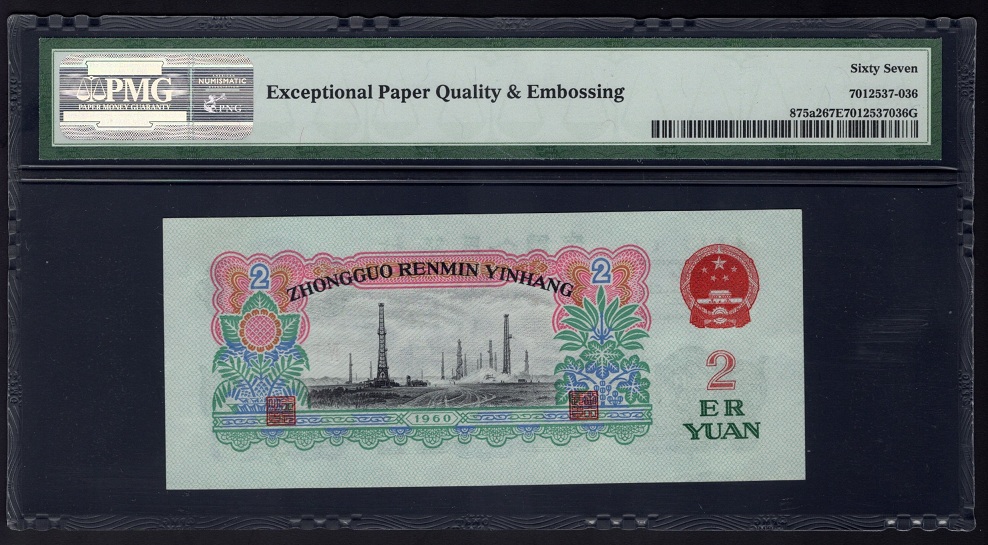 PMG
PAPER MONEY GUARANTY
NUMISMATIC
PNG
Exceptional Paper Quality & Embossing
Sixty Seven
7012537-036
875a267E7012537036G
2
ZHONGGUO RENMIN YINHANG
2
1960
2
ER
YUAN